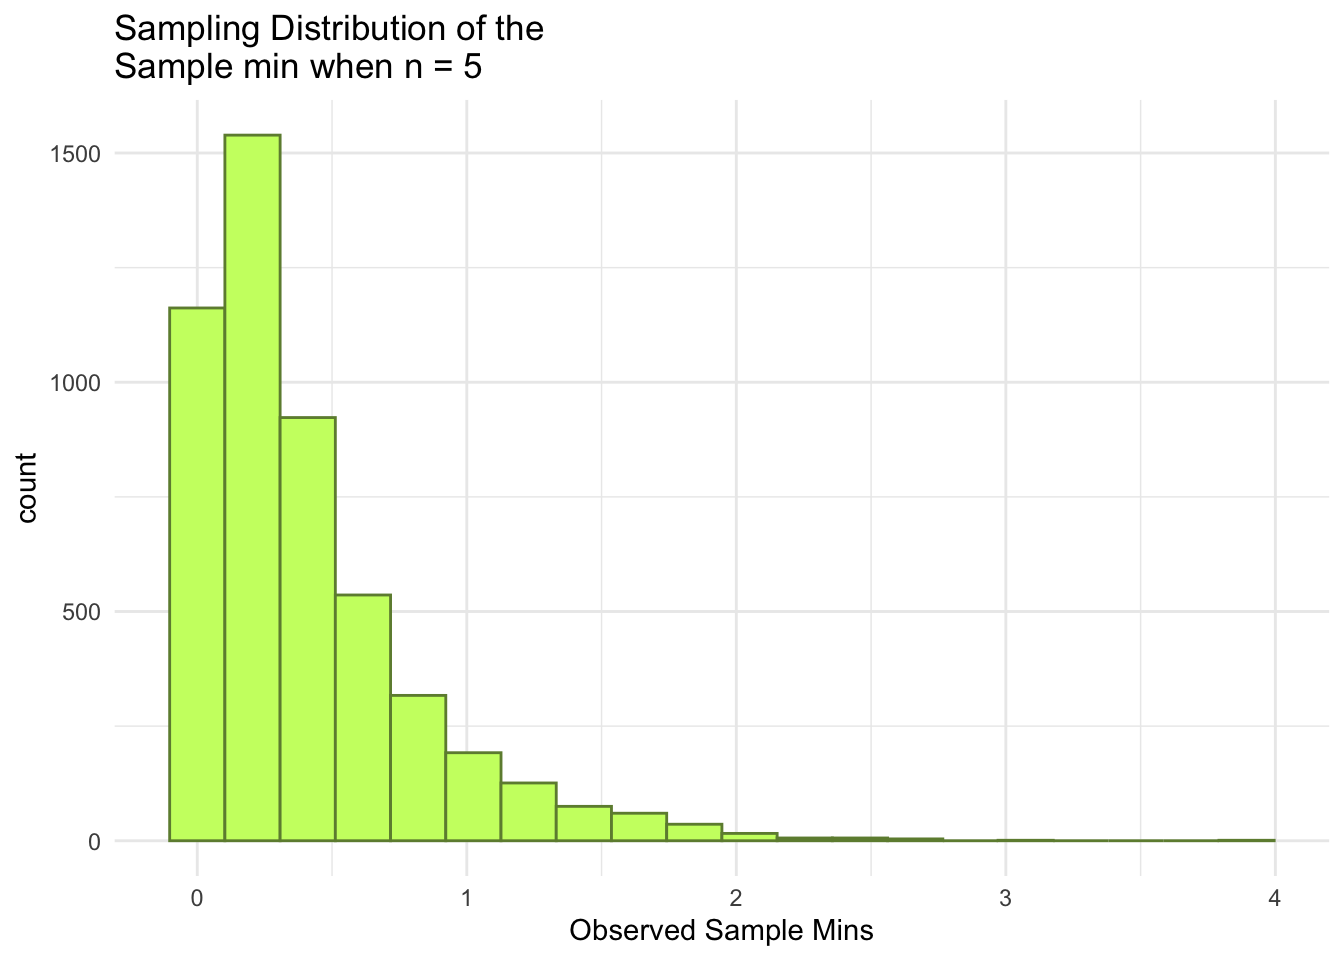 Sampling Distribution of the
Sample min when n = 5
1500
1000
500
0
count
0 1 2 3 4
Observed Sample Mins